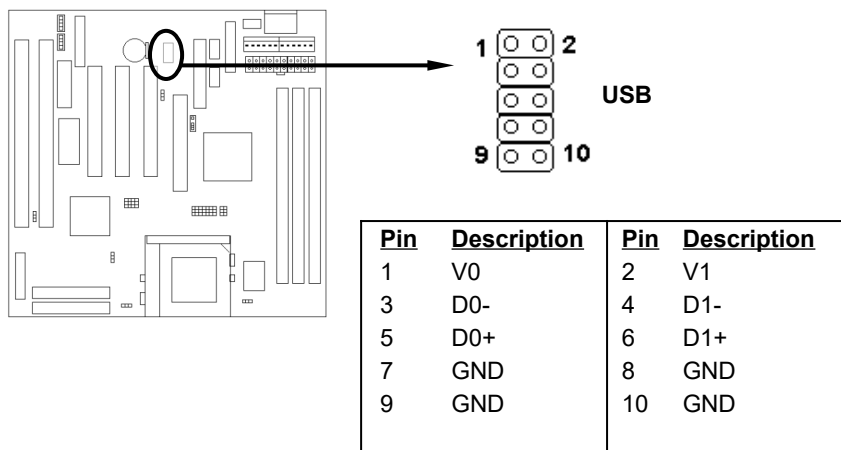 1 2
USB
9 10
Pin Description Pin Description
1 V0 2 V1
3 D0- 4 D1-
5 D0+ 6 D1+
7 GND 8 GND
9 GND 10 GND